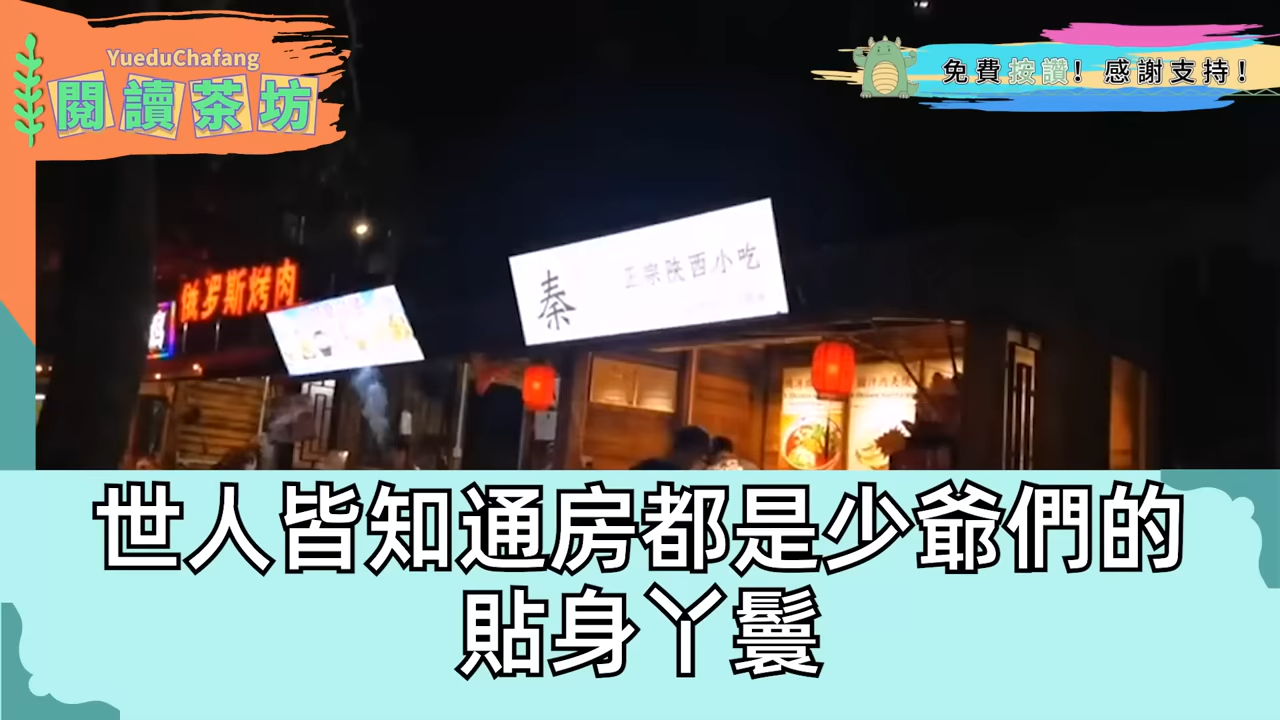 YueduChafang
閱讀茶坊
免費按讚！感謝支持！
俄罗斯烤肉
秦
正宗陕西小吃
世人皆知通房都是少爺們的
貼身丫鬟